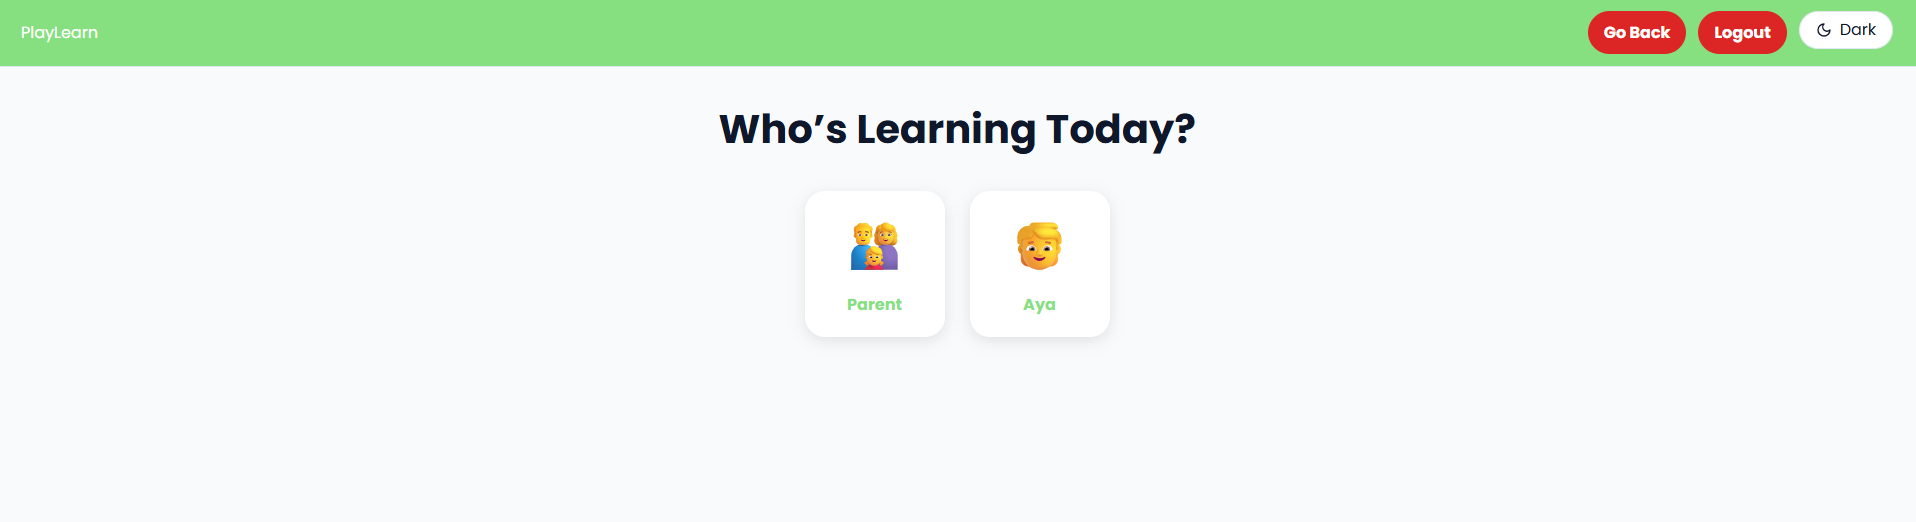 PlayLearn
Go Back
Logout
Dark
Who’s Learning Today?
Parent
Aya